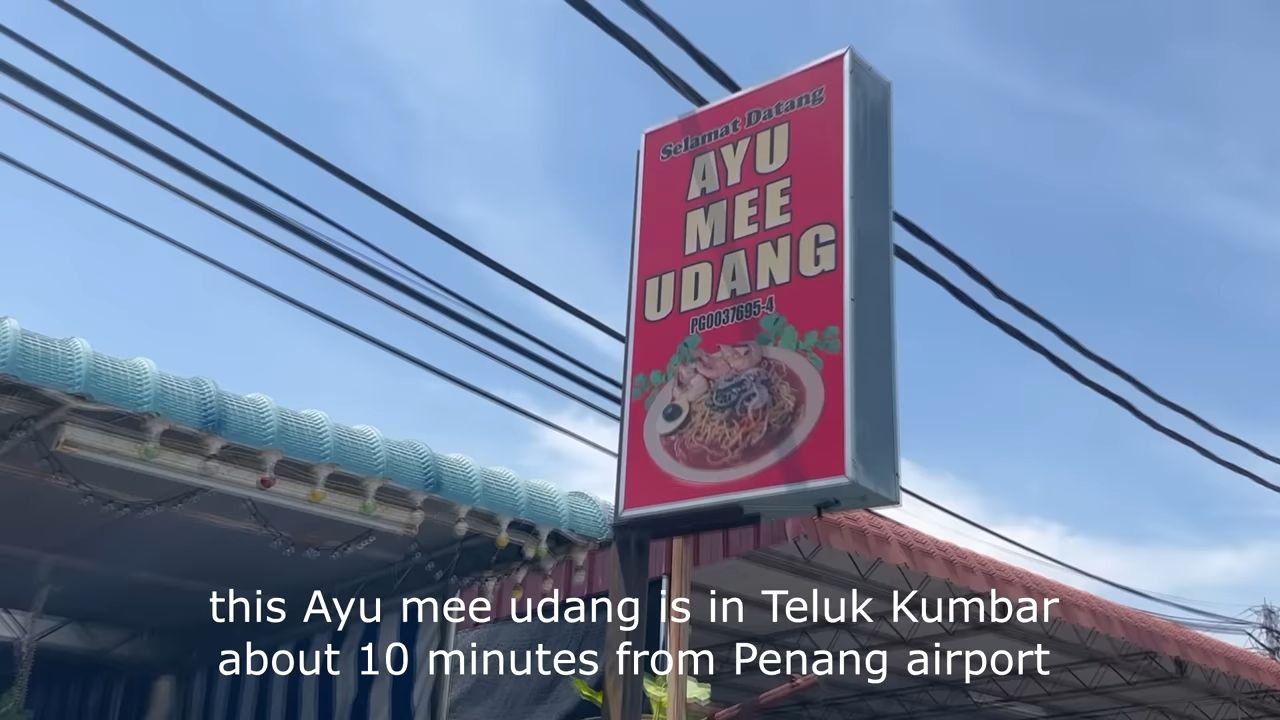 Selamat Datang
AYU
MEE
UDANG
PG0037695-4
this Ayu mee udang is in Teluk Kumbar
about 10 minutes from Penang airport